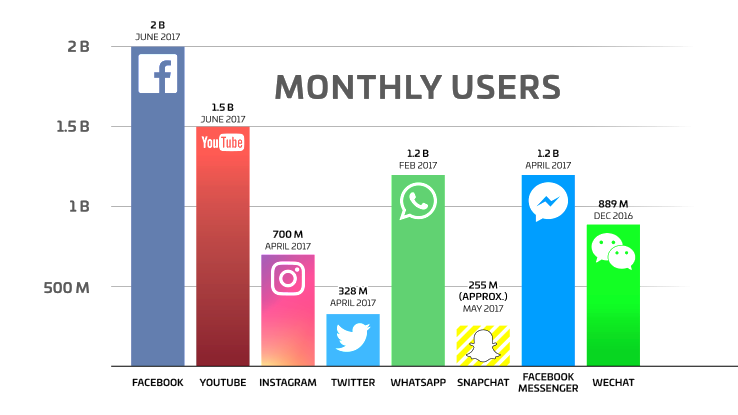 MONTHLY USERS
2 B
1.5 B
1 B
500 M
2 B
JUNE 2017
1.5 B
JUNE 2017
You Tube
700 M
APRIL 2017
328 M
APRIL 2017
1.2 B
FEB 2017
255 M
(APPROX.)
MAY 2017
1.2 B
APRIL 2017
889 M
DEC 2016
FACEBOOK
YOUTUBE
INSTAGRAM
TWITTER
WHATSAPP
SNAPCHAT
FACEBOOK
MESSENGER
WECHAT